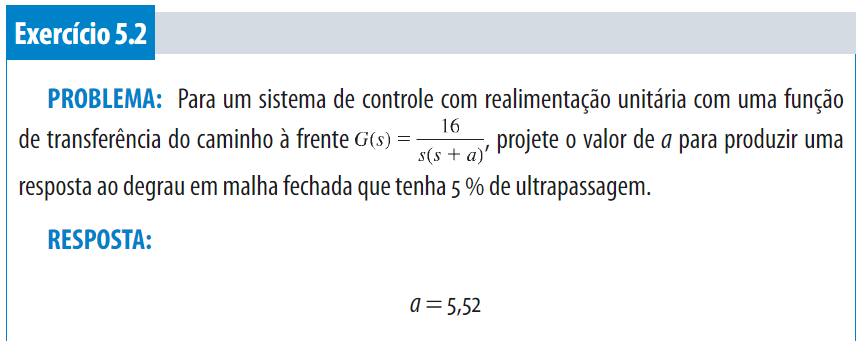 Exercício 5.2
PROBLEMA: Para um sistema de controle com realimentação unitária com uma função
de transferência do caminho à frente G(s) = 16 / s(s + a), projete o valor de a para produzir uma
resposta ao degrau em malha fechada que tenha 5 % de ultrapassagem.
RESPOSTA:
a = 5,52